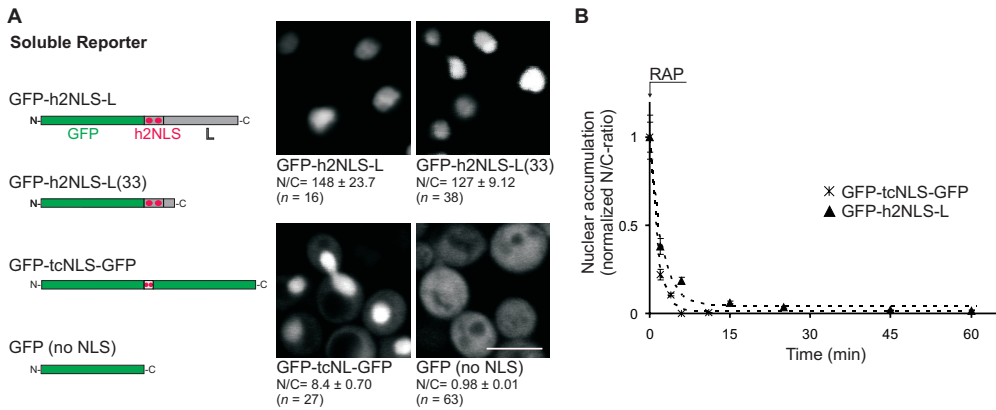 A
Soluble Reporter
GFP-h2NLS-L
N- -C
GFP h2NLS L
GFP-h2NLS-L(33)
N- -C
GFP-tcNLS-GFP
N- -C
GFP (no NLS)
N- -C
GFP-h2NLS-L
N/C= 148 ± 23.7
(n = 16)
GFP-h2NLS-L(33)
N/C= 127 ± 9.12
(n = 38)
GFP-tcNL-GFP
N/C= 8.4 ± 0.70
(n = 27)
GFP (no NLS)
N/C= 0.98 ± 0.01
(n = 63)
B
RAP
Nuclear accumulation
(normalized N/C-ratio)
1
0.5
0
GFP-tcNLS-GFP
GFP-h2NLS-L
0 15 30 45 60
Time (min)